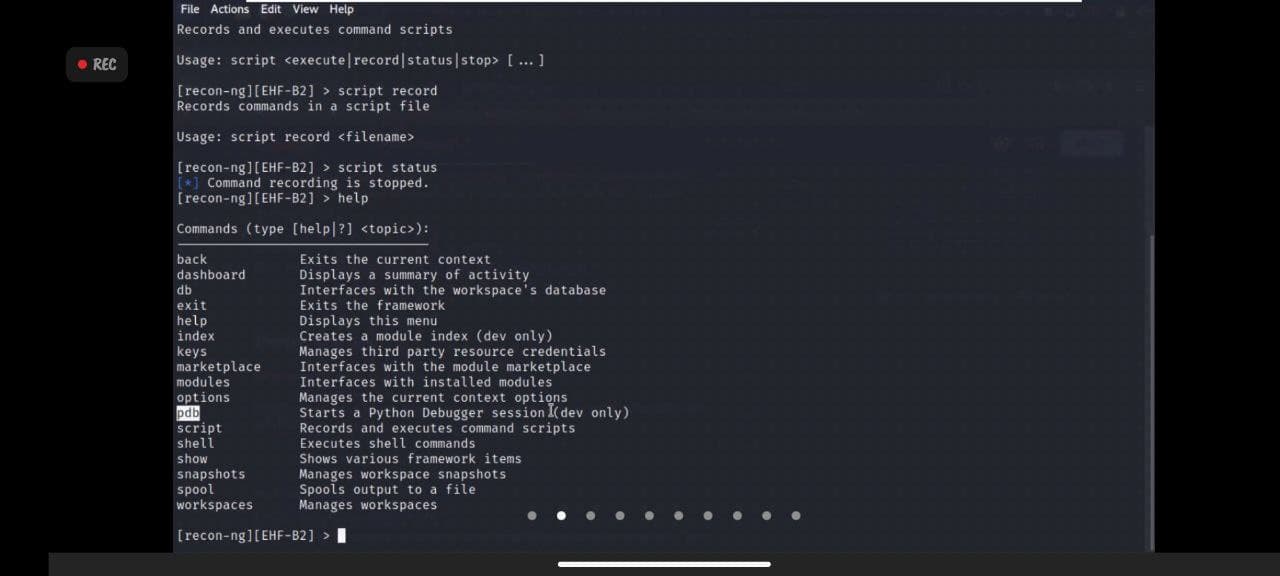 File Actions Edit View Help
Records and executes command scripts
REC
Usage: script <execute|record|status|stop> [ ... ]
[recon-ng][EHF-B2] > script record
Records commands in a script file
Usage: script record <filename>
[recon-ng][EHF-B2] > script status
[*] Command recording is stopped.
[recon-ng][EHF-B2] > help
Commands (type [help|?] <topic>):
back Exits the current context
dashboard Displays a summary of activity
db Interfaces with the workspace's database
exit Exits the framework
help Displays this menu
index Creates a module index (dev only)
keys Manages third party resource credentials
marketplace Interfaces with the module marketplace
modules Interfaces with installed modules
options Manages the current context options
pdb Starts a Python Debugger session (dev only)
script Records and executes command scripts
shell Executes shell commands
show Shows various framework items
snapshots Manages workspace snapshots
spool Spools output to a file
workspaces Manages workspaces
[recon-ng][EHF-B2] >